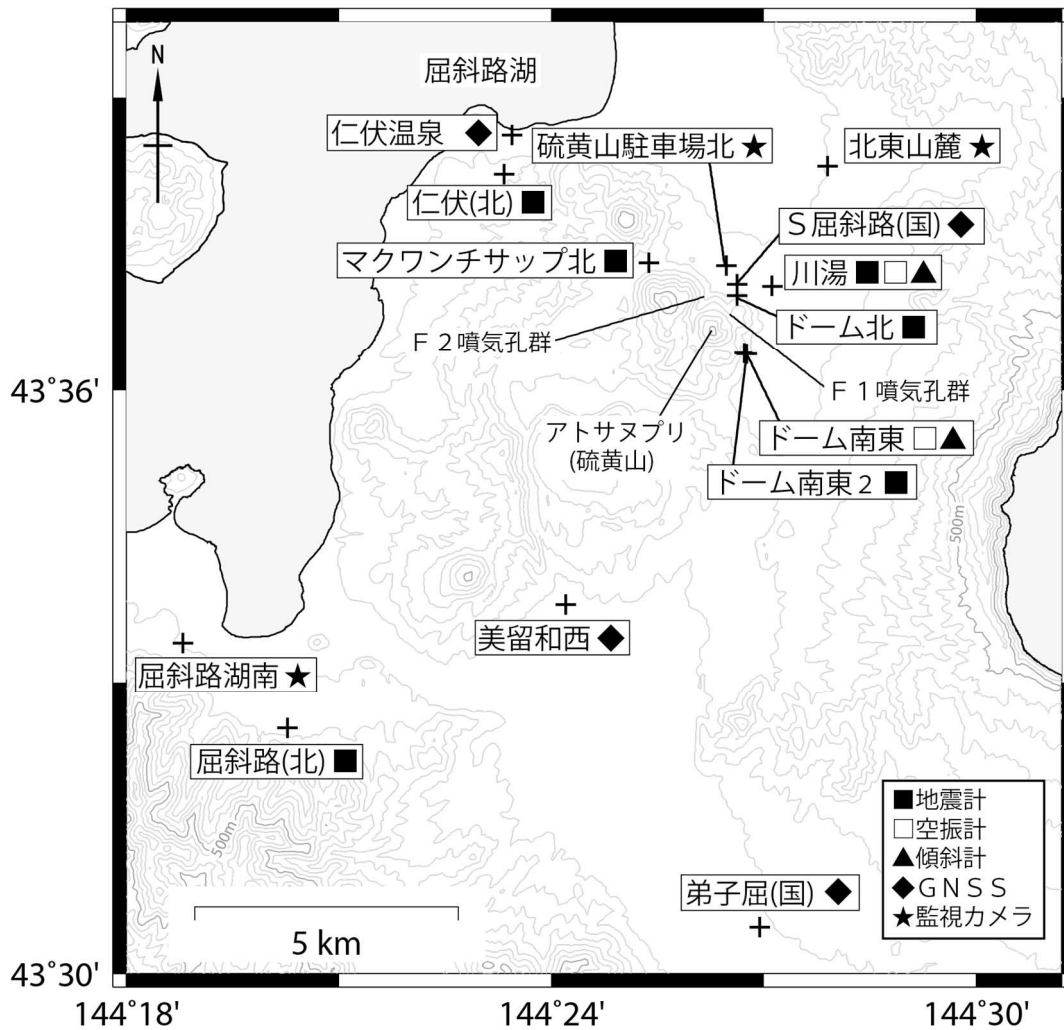 N
屈斜路湖
仁伏温泉 ◆
硫黄山駐車場北 ★
北東山麓 ★
仁伏(北) ■
S屈斜路(国) ◆
マクワンチサップ北 ■
川湯 ■□▲
ドーム北 ■
F2噴気孔群
43°36'
F1噴気孔群
アトサヌプリ
(硫黄山)
ドーム南東 □▲
ドーム南東2 ■
500m
美留和西 ◆
屈斜路湖南 ★
屈斜路(北) ■
500m
■地震計
□空振計
▲傾斜計
◆GNSS
★監視カメラ
弟子屈(国) ◆
5 km
43°30'
144°18'
144°24'
144°30'